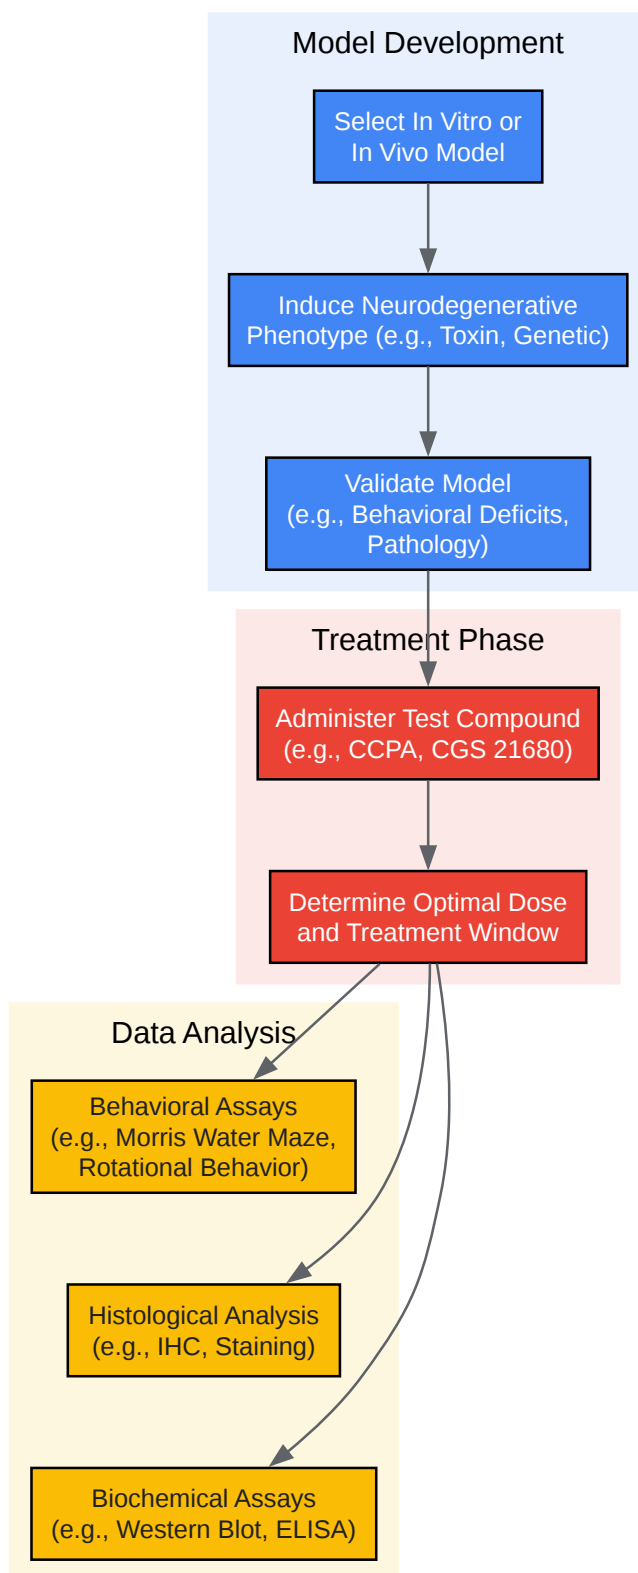 Model Development
Select In Vitro or
In Vivo Model
Induce Neurodegenerative
Phenotype (e.g., Toxin, Genetic)
Validate Model
(e.g., Behavioral Deficits,
Pathology)
Treatment Phase
Administer Test Compound
(e.g., CCPA, CGS 21680)
Determine Optimal Dose
and Treatment Window
Data Analysis
Behavioral Assays
(e.g., Morris Water Maze,
Rotational Behavior)
Histological Analysis
(e.g., IHC, Staining)
Biochemical Assays
(e.g., Western Blot, ELISA)